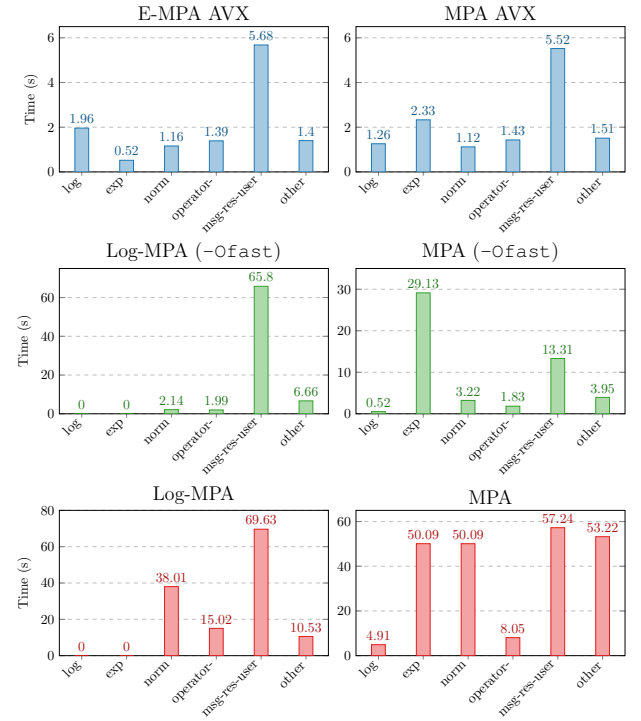 E-MPA AVX
Time (s)
6
4
2
0
1.96
0.52
1.16
1.39
5.68
1.4
log
exp
norm
operator-
msg-res-user
other
MPA AVX
6
4
2
0
1.26
2.33
1.12
1.43
5.52
1.51
log
exp
norm
operator-
msg-res-user
other
Log-MPA (-Ofast)
Time (s)
60
40
20
0
0
0
2.14
1.99
65.8
6.66
log
exp
norm
operator-
msg-res-user
other
MPA (-Ofast)
30
20
10
0
0.52
29.13
3.22
1.83
13.31
3.95
log
exp
norm
operator-
msg-res-user
other
Log-MPA
Time (s)
80
60
40
20
0
0
0
38.01
15.02
69.63
10.53
log
exp
norm
operator-
msg-res-user
other
MPA
60
40
20
0
4.91
50.09
50.09
8.05
57.24
53.22
log
exp
norm
operator-
msg-res-user
other